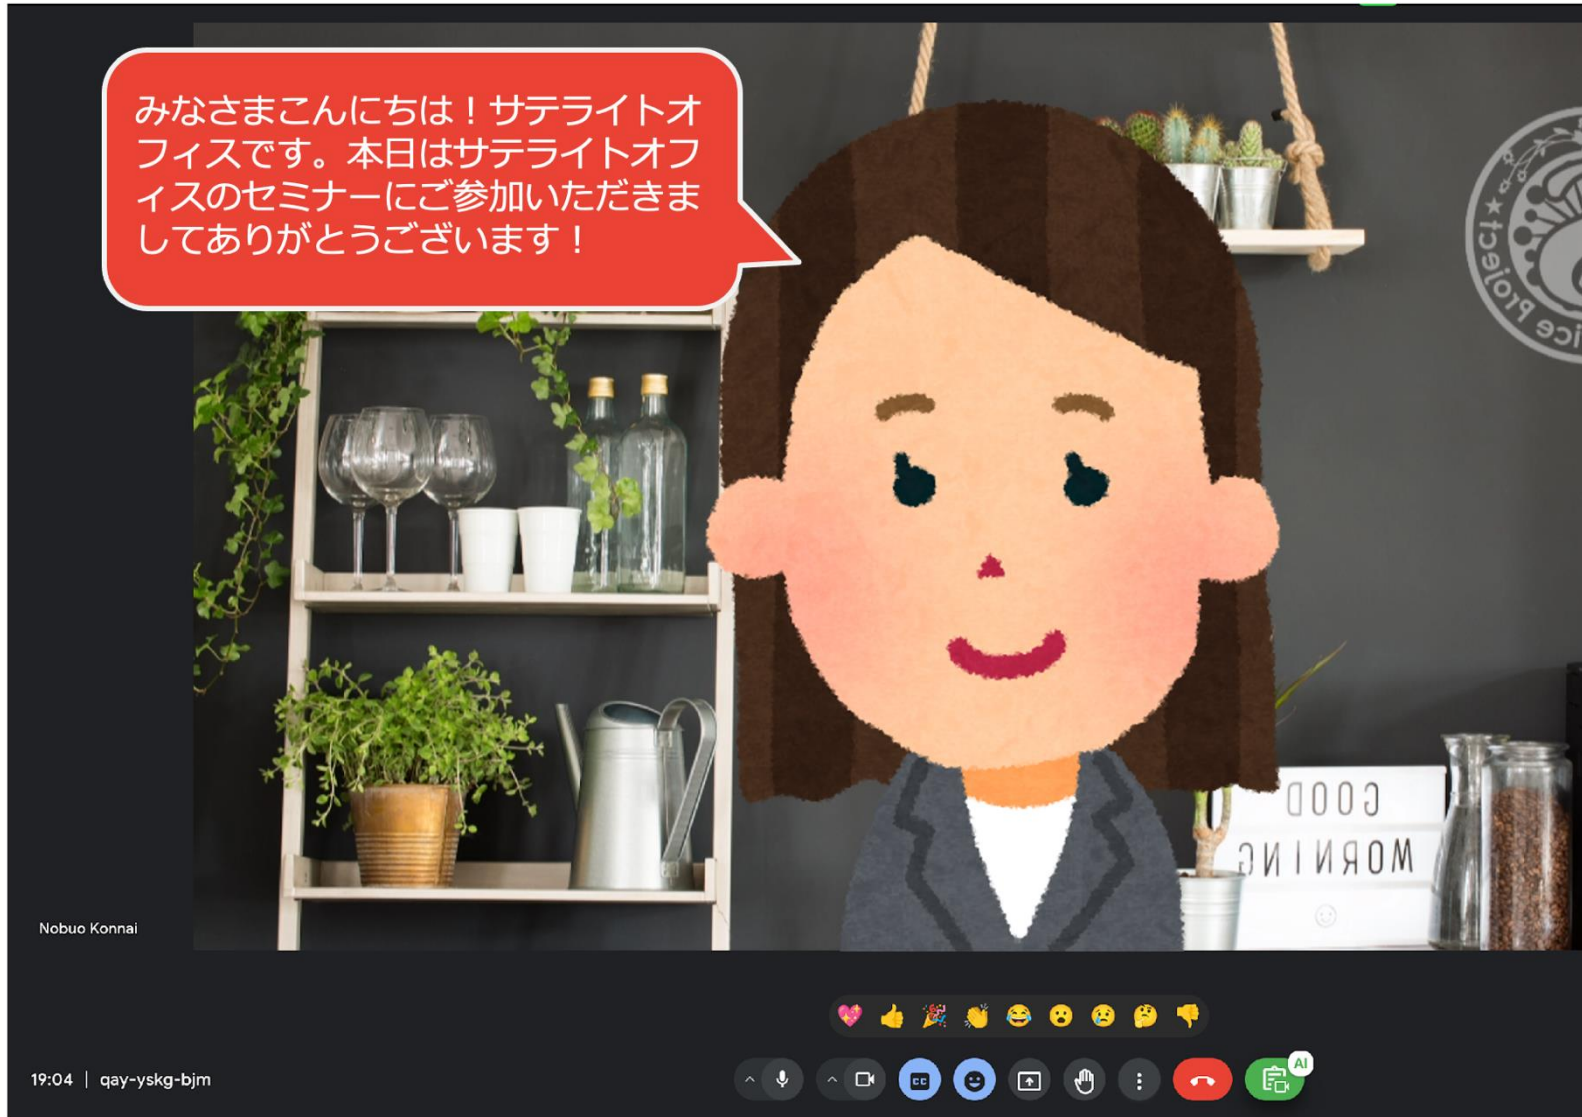 みなさまこんにちは！サテライトオ
フィスです。本日はサテライトオフ
ィスのセミナーにご参加いただきま
してありがとうございます！
Project
GOOD
MORNING
Nobuo Konnai
CC
AI
19:04 | qay-yskg-bjm